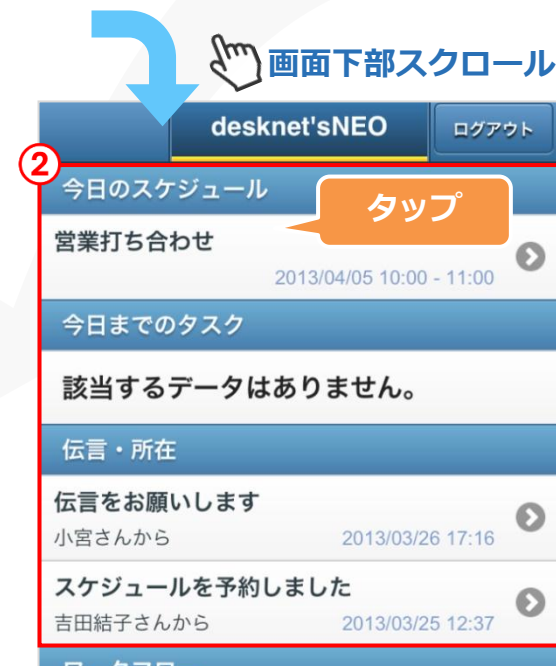 画面下部スクロール
desknet'sNEO
ログアウト
②
今日のスケジュール
タップ
営業打ち合わせ
2013/04/05 10:00 - 11:00
今日までのタスク
該当するデータはありません。
伝言・所在
伝言をお願いします
小宮さんから
2013/03/26 17:16
スケジュールを予約しました
吉田結子さんから
2013/03/25 12:37